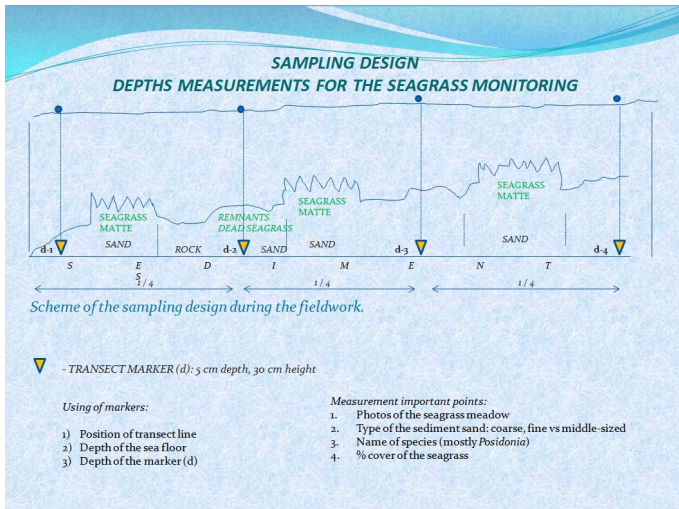 SAMPLING DESIGN
DEPTHS MEASUREMENTS FOR THE SEAGRASS MONITORING
SEAGRASS
MATTE
REMNANTS
DEAD SEAGRASS
SEAGRASS
MATTE
SEAGRASS
MATTE
d-1
SAND
ROCK
d-2
SAND
SAND
d-3
SAND
d-4
S E D I M E N T
S
1/4
1/4
1/4
Scheme of the sampling design during the fieldwork.
- TRANSECT MARKER (d): 5 cm depth, 30 cm height
Using of markers:
1) Position of transect line
2) Depth of the sea floor
3) Depth of the marker (d)
Measurement important points:
1. Photos of the seagrass meadow
2. Type of the sediment sand: coarse, fine vs middle-sized
3. Name of species (mostly Posidonia)
4. % cover of the seagrass